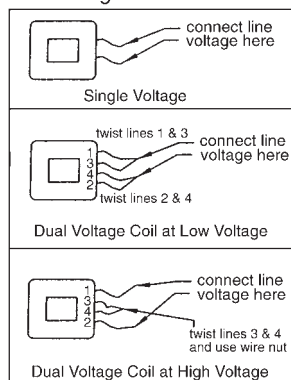 connect line
voltage here
Single Voltage
twist lines 1 & 3
connect line
voltage here
1
3
4
2
twist lines 2 & 4
Dual Voltage Coil at Low Voltage
connect line
voltage here
1
3
4
2
twist lines 3 & 4
and use wire nut
Dual Voltage Coil at High Voltage